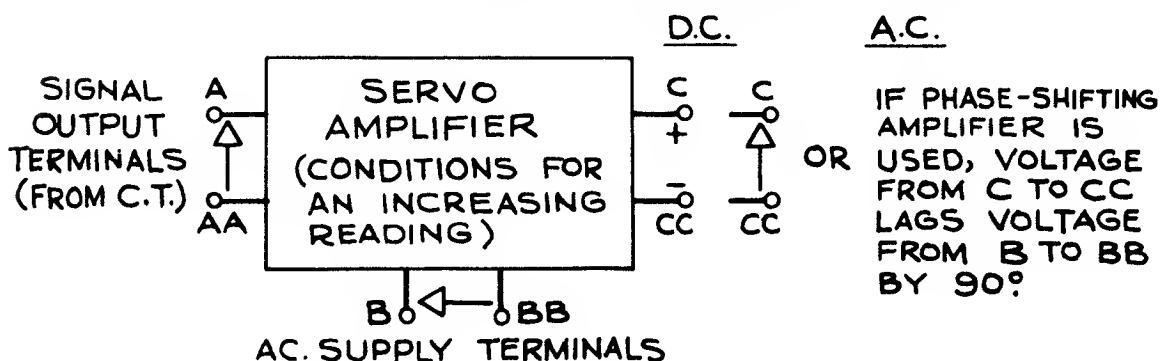 D.C.
A.C.
SIGNAL
OUTPUT
TERMINALS
(FROM C.T.)
A
AA
SERVO
AMPLIFIER
(CONDITIONS FOR
AN INCREASING
READING)
C
+
-
CC
C
CC
OR
IF PHASE-SHIFTING
AMPLIFIER IS
USED, VOLTAGE
FROM C TO CC
LAGS VOLTAGE
FROM B TO BB
BY 90°.
B
BB
AC. SUPPLY TERMINALS